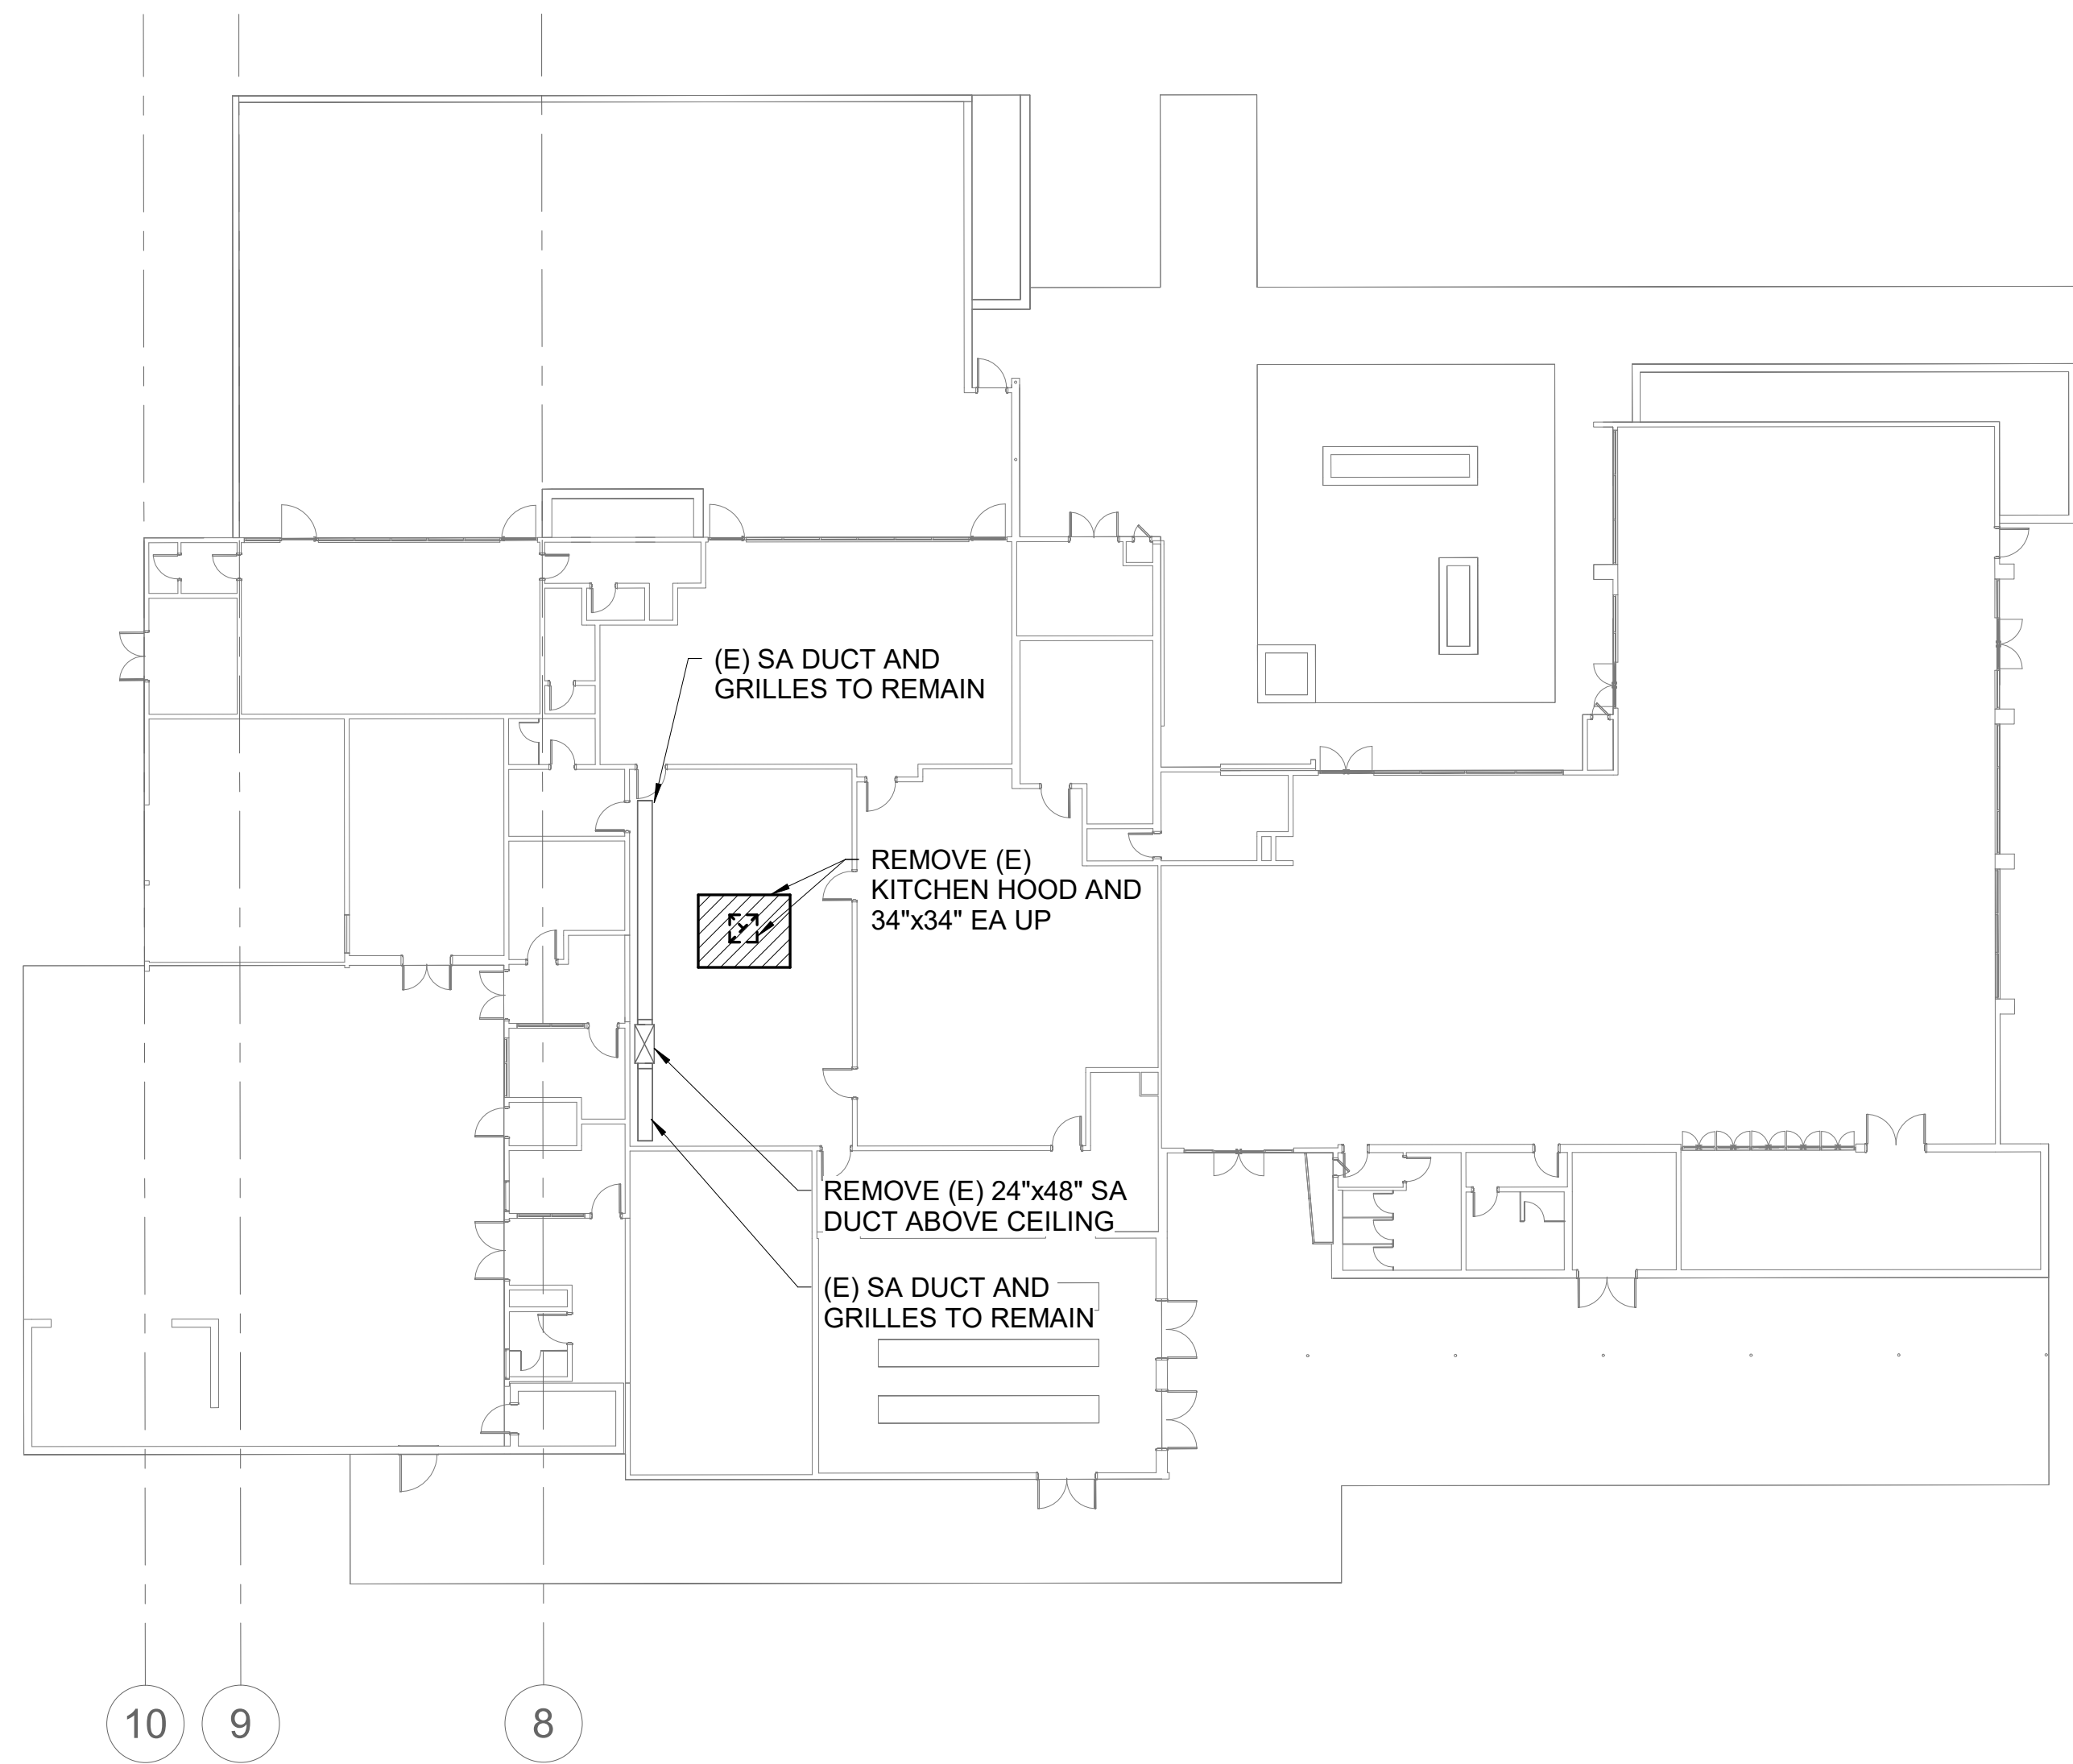 (E) SA DUCT AND
GRILLES TO REMAIN
REMOVE (E)
KITCHEN HOOD AND
34"x34" EA UP
REMOVE (E) 24"x48" SA
DUCT ABOVE CEILING
(E) SA DUCT AND
GRILLES TO REMAIN
10
9
8